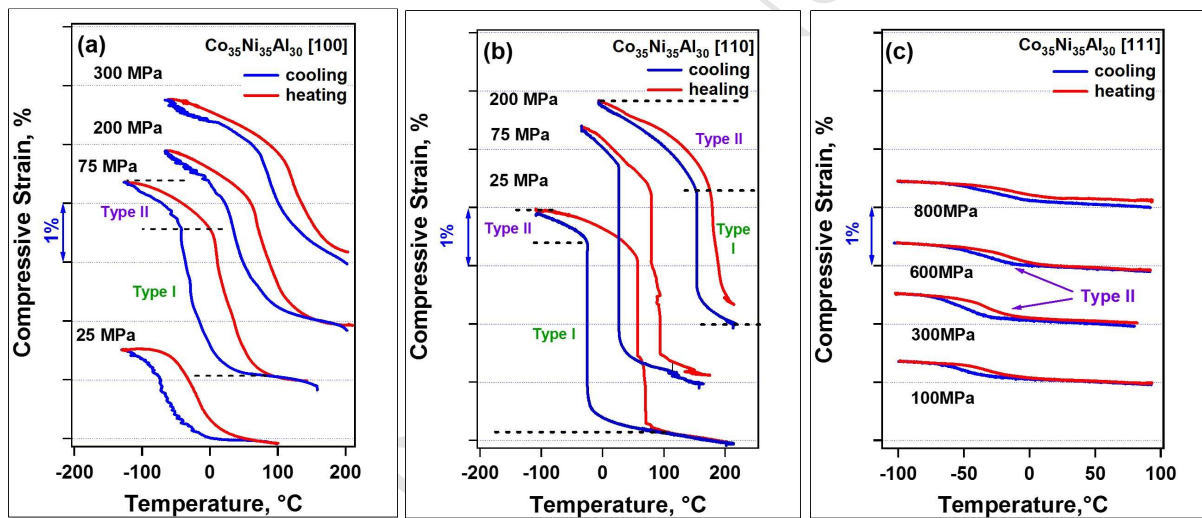 (a)
Co₃₅Ni₃₅Al₃₀ [100]
cooling
heating
300 MPa
200 MPa
75 MPa
Type II
1%
Type I
25 MPa
Compressive Strain, %
-200 -100 0 100 200
Temperature, °C
(b)
Co₃₅Ni₃₅Al₃₀ [110]
cooling
healing
200 MPa
75 MPa
Type II
25 MPa
Type II
1%
Type
I
Type I
Compressive Strain, %
-200 -100 0 100 200
Temperature, °C
(c)
Co₃₅Ni₃₅Al₃₀ [111]
cooling
heating
800MPa
1%
600MPa
Type II
300MPa
100MPa
Compressive Strain, %
-100 -50 0 50 100
Temperature, °C